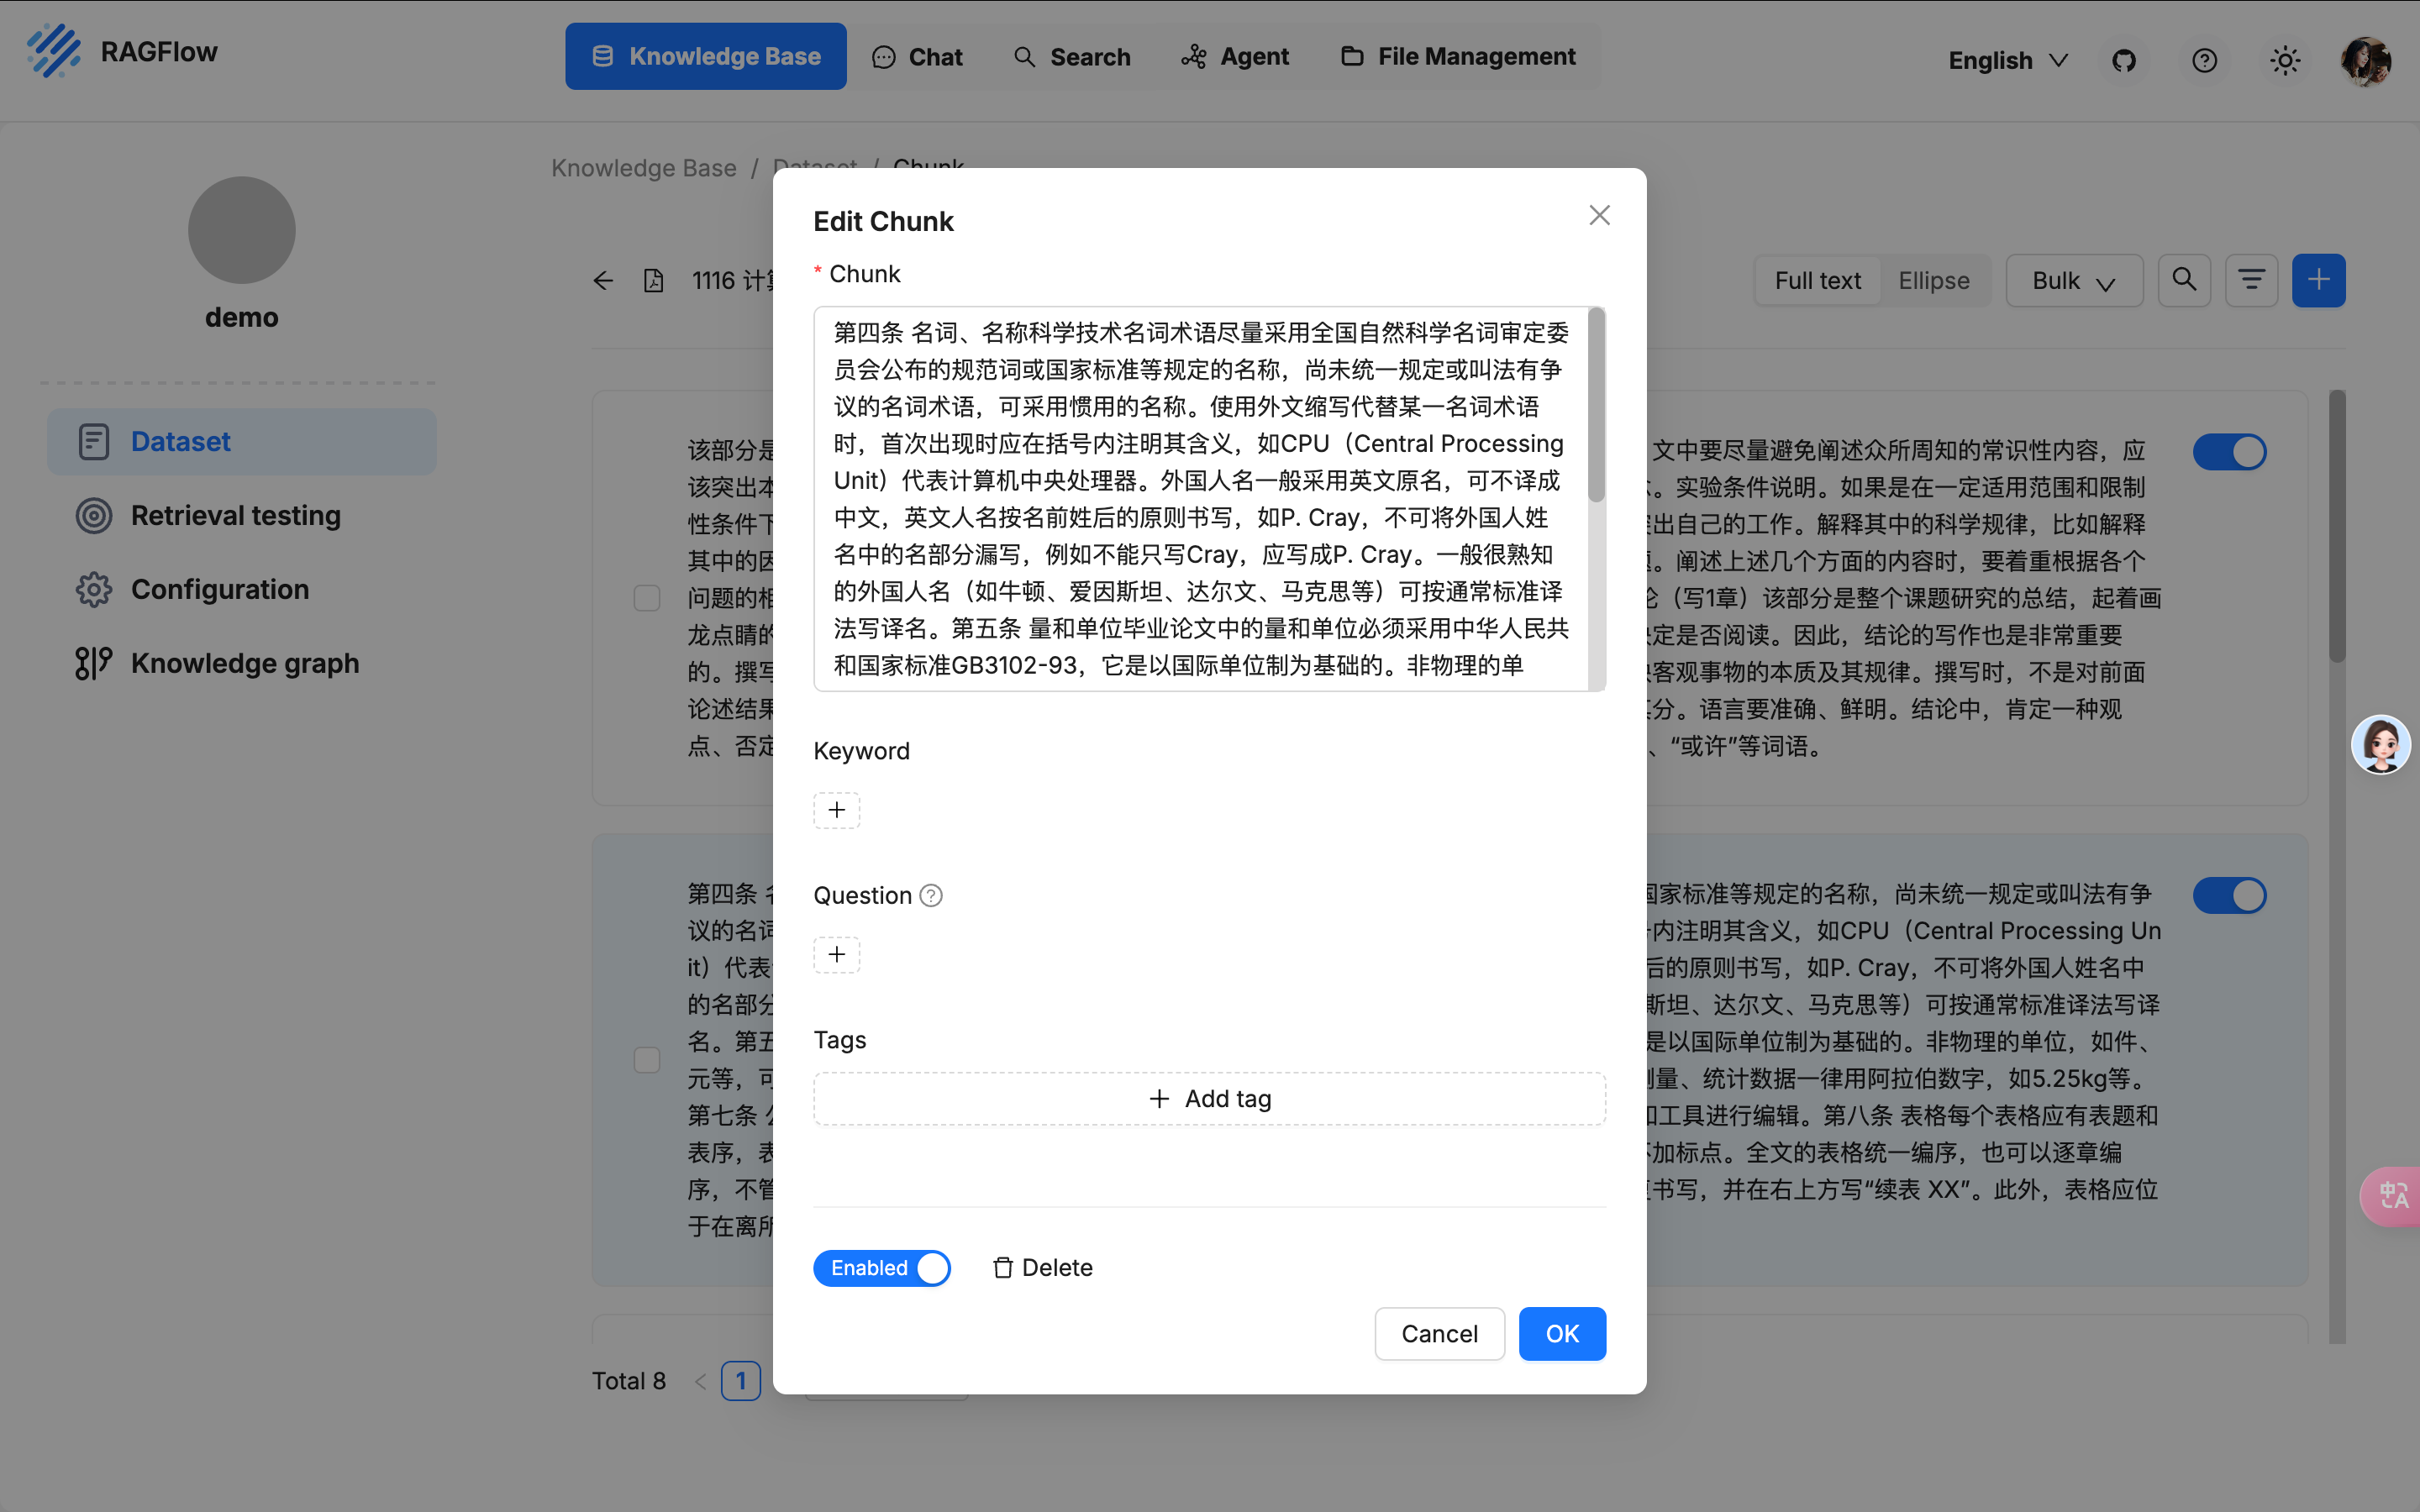 RAGFlow
Knowledge Base
Chat
Search
Agent
File Management
English
Knowledge Base / Dataset / Chunk
demo
Dataset
Retrieval testing
Configuration
Knowledge graph
1116 计算
Full text
Ellipse
Bulk
该部分是
该突出本
性条件下
其中的因
问题的相
龙点睛的
的。撰写
论述结果
点、否定
文中要尽量避免阐述众所周知的常识性内容，应
。实验条件说明。如果是在一定适用范围和限制
出自己的工作。解释其中的科学规律，比如解释
。阐述上述几个方面的内容时，要着重根据各个
（写1章）该部分是整个课题研究的总结，起着画
定是否阅读。因此，结论的写作也是非常重要
客观事物的本质及其规律。撰写时，不是对前面
分。语言要准确、鲜明。结论中，肯定一种观
、“或许”等词语。
第四条 名
议的名词
it）代表
的名部分
名。第五
元等，可
第七条 公
表序，表
序，不管
于在离所
国家标准等规定的名称，尚未统一规定或叫法有争
内注明其含义，如CPU（Central Processing Un
后的原则书写，如P. Cray，不可将外国人姓名中
斯坦、达尔文、马克思等）可按通常标准译法写译
是以国际单位制为基础的。非物理的单位，如件、
量、统计数据一律用阿拉伯数字，如5.25kg等。
工具进行编辑。第八条 表格每个表格应有表题和
加标点。全文的表格统一编序，也可以逐章编
书写，并在右上方写“续表 XX”。此外，表格应位
Total 8
1
Edit Chunk
* Chunk
第四条 名词、名称科学技术名词术语尽量采用全国自然科学名词审定委
员会公布的规范词或国家标准等规定的名称，尚未统一规定或叫法有争
议的名词术语，可采用惯用的名称。使用外文缩写代替某一名词术语
时，首次出现时应在括号内注明其含义，如CPU（Central Processing
Unit）代表计算机中央处理器。外国人名一般采用英文原名，可不译成
中文，英文人名按名前姓后的原则书写，如P. Cray，不可将外国人姓
名中的名部分漏写，例如不能只写Cray，应写成P. Cray。一般很熟知
的外国人名（如牛顿、爱因斯坦、达尔文、马克思等）可按通常标准译
法写译名。第五条 量和单位毕业论文中的量和单位必须采用中华人民共
和国家标准GB3102-93，它是以国际单位制为基础的。非物理的单
Keyword
Question
Tags
Add tag
Enabled
Delete
Cancel
OK
中A